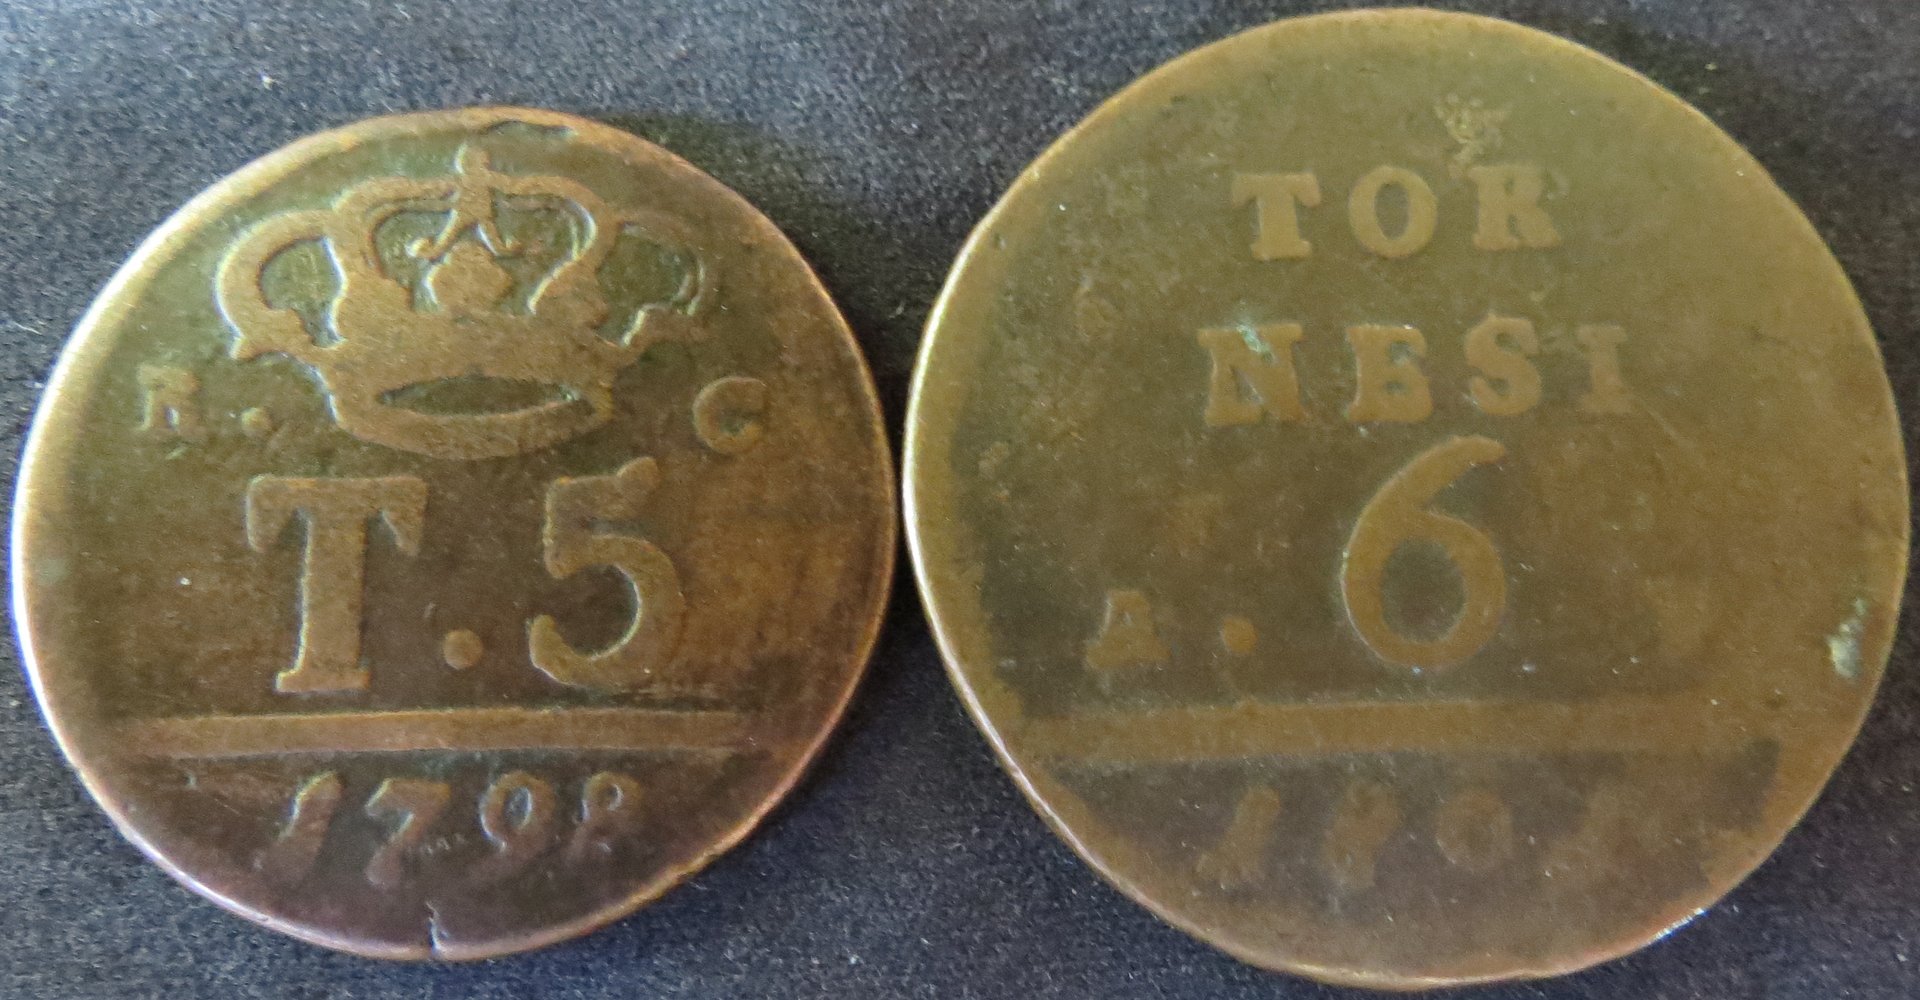 R. C
T.5
1798
TOR
NESI
6
A.